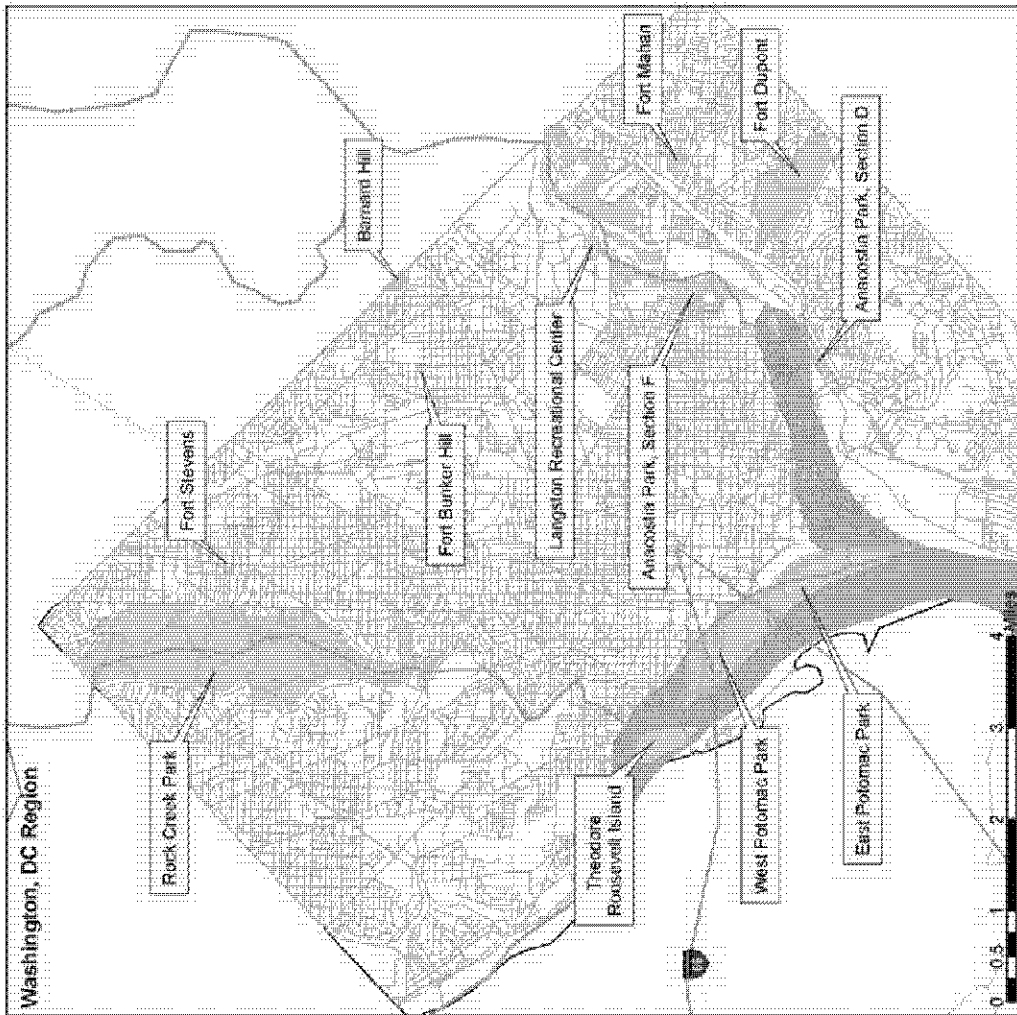 Washington, DC Region
Rock Creek Park
Fort Stevens
Barnard Hill
Fort Bunker Hill
Fort Mahan
Langston Recreational Center
Fort Dupont
Anacostia Park, Section F
Anacostia Park, Section D
Theodore
Roosevelt Island
West Potomac Park
East Potomac Park
0 0.5 1 2 3 4
Miles